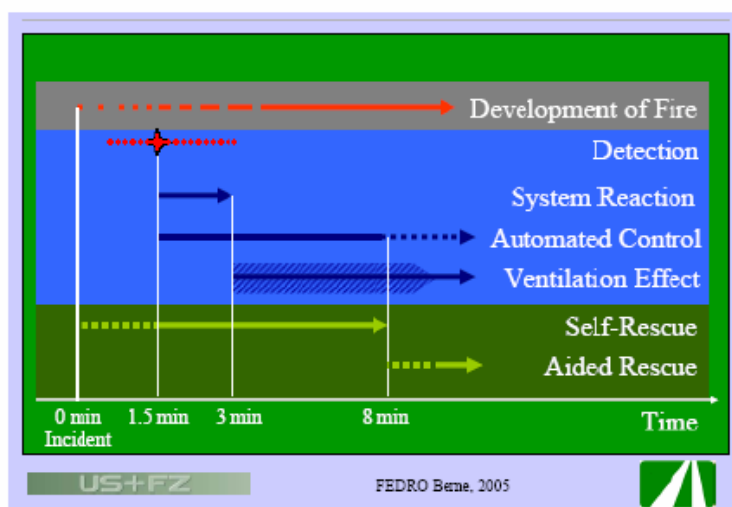 Development of Fire
Detection
System Reaction
Automated Control
Ventilation Effect
Self-Rescue
Aided Rescue
0 min 1.5 min 3 min 8 min Time
Incident
US+FZ FEDRO Berne, 2005